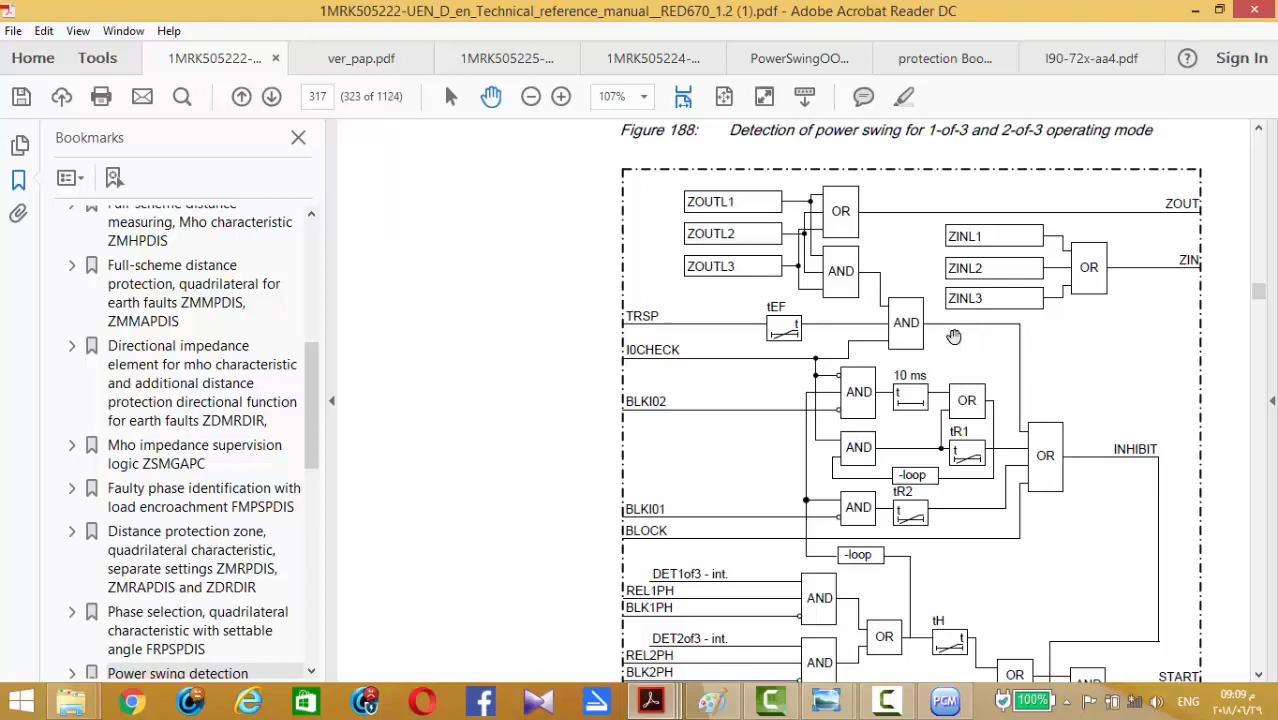 1MRK505222-UEN_D_en_Technical_reference_manual__RED670_1.2 (1).pdf - Adobe Acrobat Reader DC
File Edit View Window Help
Home Tools 1MRK505222-... × ver_pap.pdf 1MRK505225-... 1MRK505224-... PowerSwingOO... protection Boo... I90-72x-aa4.pdf Sign In
317 (323 of 1124) 107%
Bookmarks
measuring, Mho characteristic
ZMHPDIS
Full-scheme distance
protection, quadrilateral for
earth faults ZMMPDIS,
ZMMAPDIS
Directional impedance
element for mho characteristic
and additional distance
protection directional function
for earth faults ZDMRDIR,
Mho impedance supervision
logic ZSMGAPC
Faulty phase identification with
load encroachment FMPSPDIS
Distance protection zone,
quadrilateral characteristic,
separate settings ZMRPDIS,
ZMRAPDIS and ZDRDIR
Phase selection, quadrilateral
characteristic with settable
angle FRPSPDIS
Power swing detection
Figure 188: Detection of power swing for 1-of-3 and 2-of-3 operating mode
ZOUTL1
OR
ZOUT
ZOUTL2
ZINL1
ZOUTL3
AND
ZINL2
OR
ZIN
ZINL3
tEF
TRSP
t
AND
I0CHECK
10 ms
AND
t
OR
BLKI02
tR1
AND
t
OR
INHIBIT
-loop
tR2
BLKI01
AND
t
BLOCK
-loop
DET1of3 - int.
REL1PH
AND
BLK1PH
tH
DET2of3 - int.
OR
t
REL2PH
AND
BLK2PH
OR
START
100%
ENG
م 09:09
٢٠١٨/٠٦/٢٩